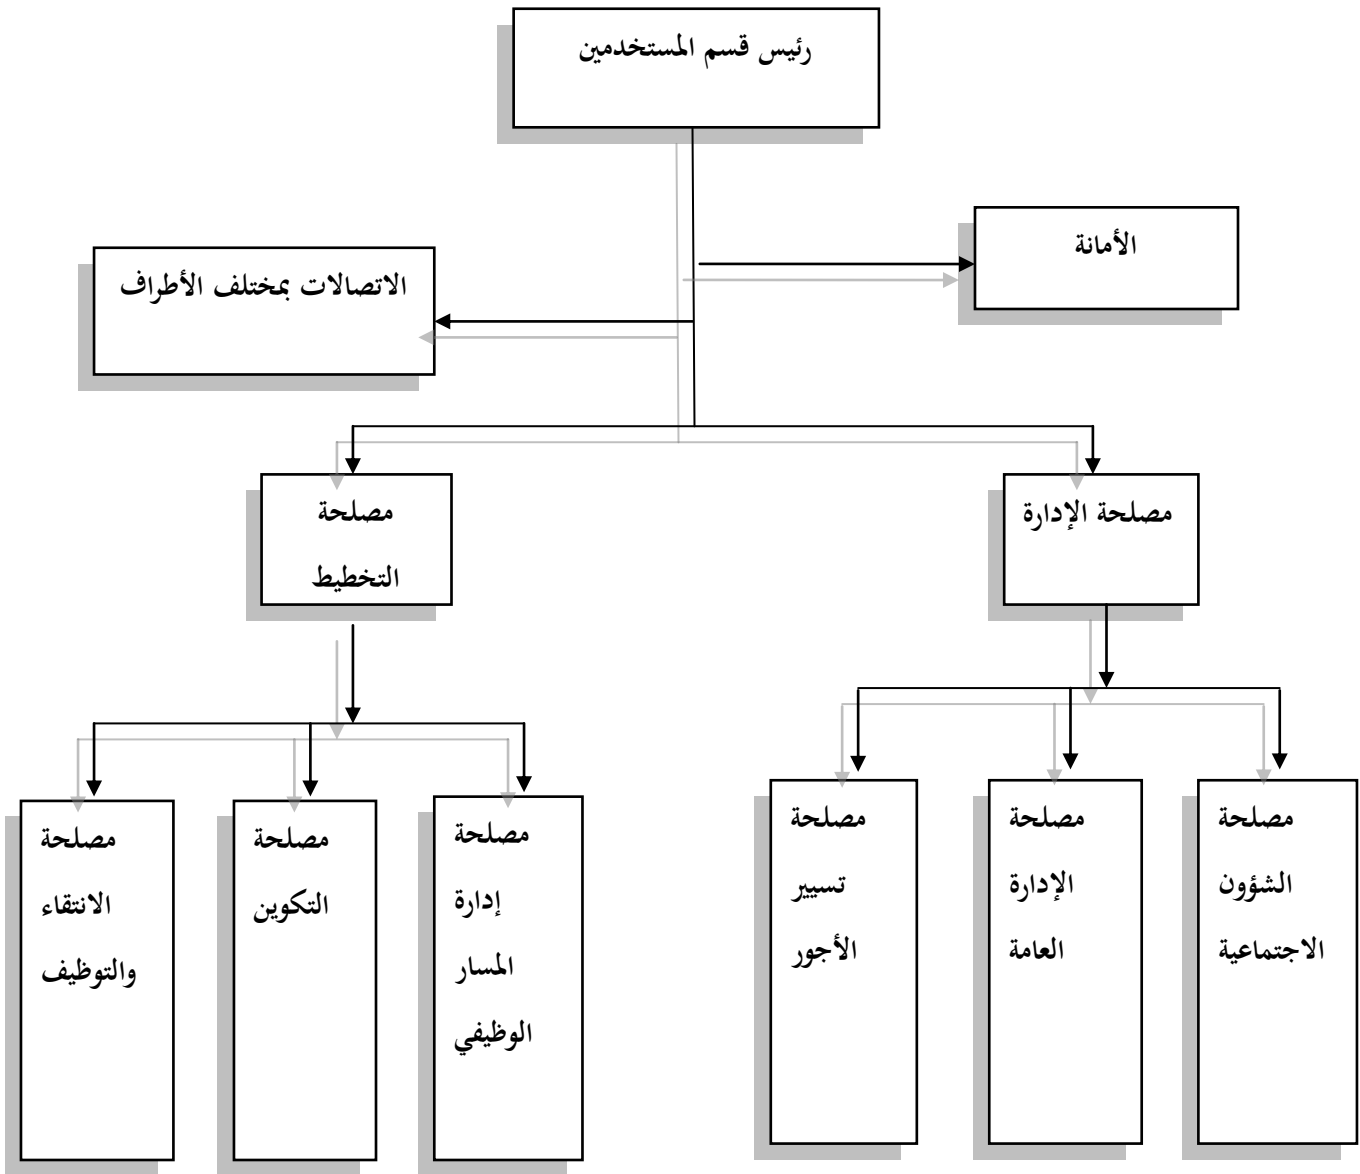 رئيس قسم المستخدمين
الأمانة
الاتصالات بمختلف الأطراف
مصلحة الإدارة
مصلحة
التخطيط
مصلحة
الشؤون
الاجتماعية
مصلحة
الإدارة
العامة
مصلحة
تسيير
الأجور
مصلحة
إدارة
المسار
الوظيفي
مصلحة
التكوين
مصلحة
الانتقاء
والتوظيف